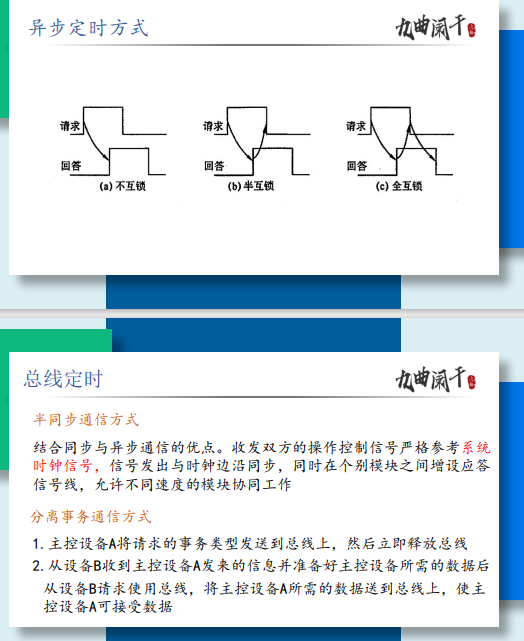 异步定时方式
九曲阑干
请求
回答
(a) 不互锁
请求
回答
(b) 半互锁
请求
回答
(c) 全互锁
总线定时
九曲阑干
半同步通信方式
结合同步与异步通信的优点。收发双方的操作控制信号严格参考系统
时钟信号，信号发出与时钟边沿同步，同时在个别模块之间增设应答
信号线，允许不同速度的模块协同工作
分离事务通信方式
1.主控设备A将请求的事务类型发送到总线上，然后立即释放总线
2.从设备B收到主控设备A发来的信息并准备好主控设备所需的数据后
从设备B请求使用总线，将主控设备A所需的数据送到总线上，使主
控设备A可接受数据